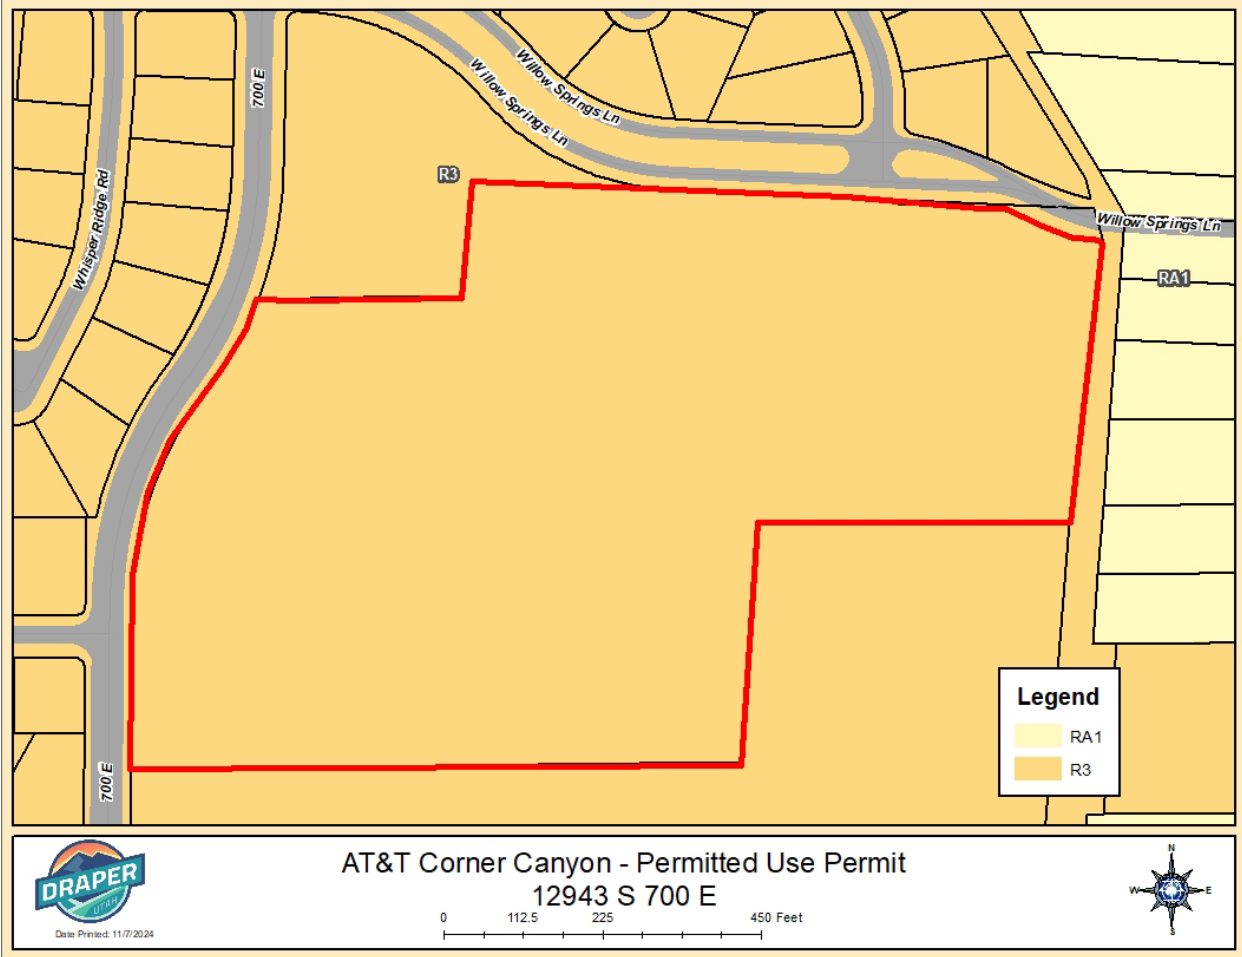 700 E
Willow Springs Ln
Willow Springs Ln
Whisper Ridge Rd
R3
Willow Springs Ln
RA1
Legend
RA1
R3
700 E
DRAPER
UTAH
Date Printed: 11/7/2024
AT&T Corner Canyon - Permitted Use Permit
12943 S 700 E
0 112.5 225 450 Feet
N
W E
S